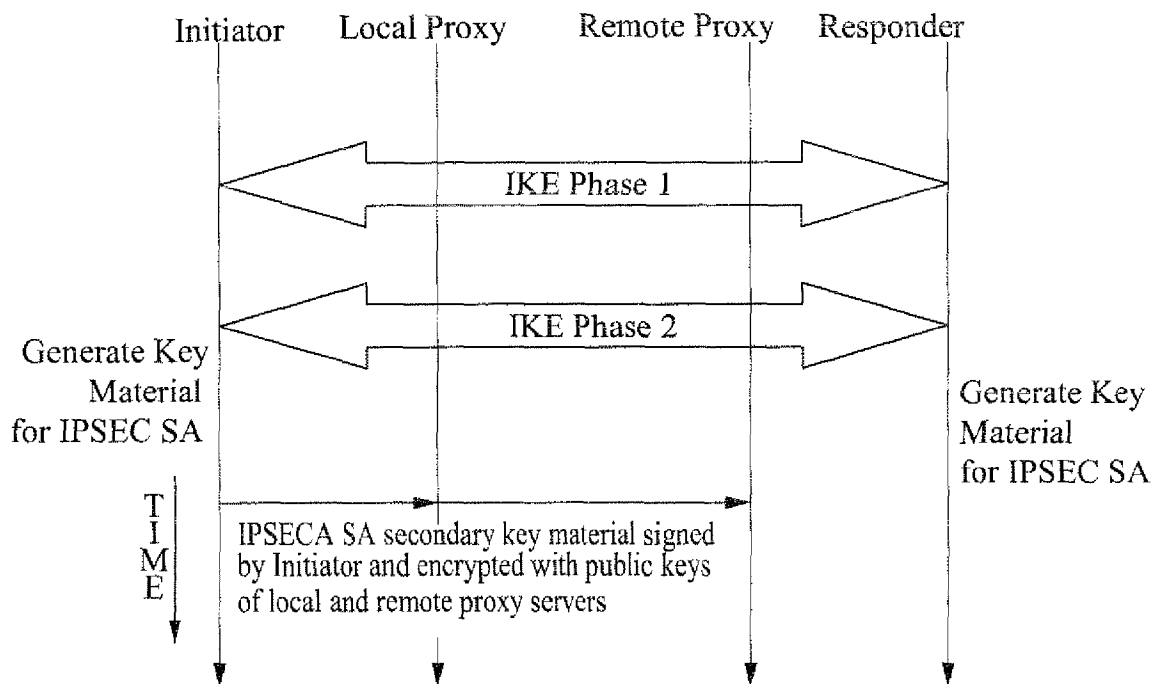 Initiator Local Proxy Remote Proxy Responder
IKE Phase 1
IKE Phase 2
Generate Key
Material
for IPSEC SA
Generate Key
Material
for IPSEC SA
TIME
IPSECA SA secondary key material signed
by Initiator and encrypted with public keys
of local and remote proxy servers